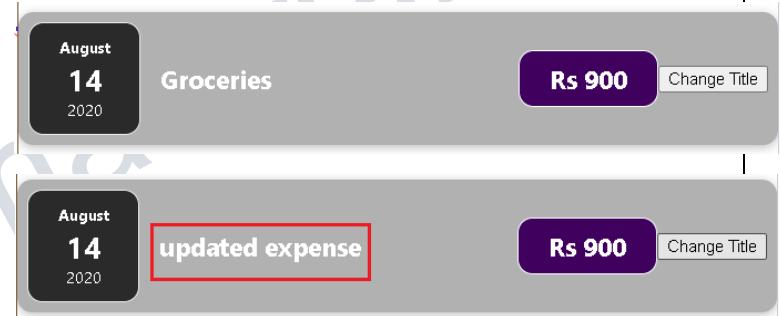 August
14
2020
Groceries
Rs 900
Change Title
August
14
2020
updated expense
Rs 900
Change Title